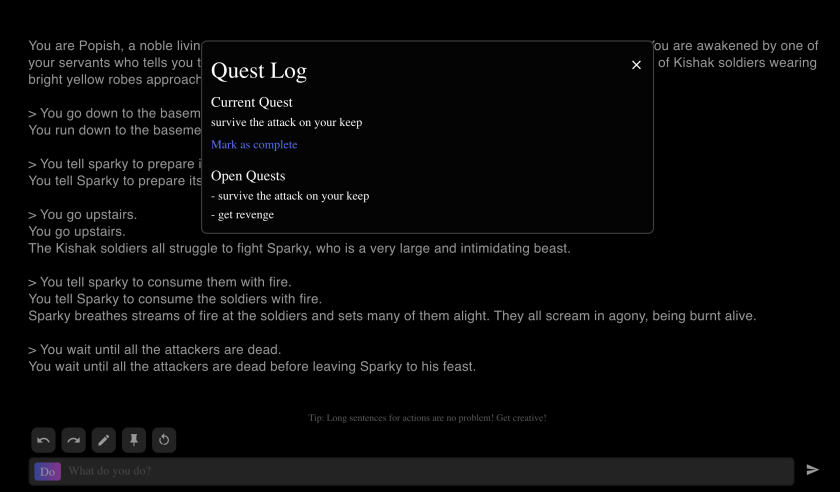 You are Popish, a noble livin
You are awakened by one of
your servants who tells you t
of Kishak soldiers wearing
bright yellow robes approach
Quest Log
Current Quest
survive the attack on your keep
Mark as complete
Open Quests
- survive the attack on your keep
- get revenge
> You go down to the basem
You run down to the baseme
> You tell sparky to prepare i
You tell Sparky to prepare its
> You go upstairs.
You go upstairs.
The Kishak soldiers all struggle to fight Sparky, who is a very large and intimidating beast.
> You tell sparky to consume them with fire.
You tell Sparky to consume the soldiers with fire.
Sparky breathes streams of fire at the soldiers and sets many of them alight. They all scream in agony, being burnt alive.
> You wait until all the attackers are dead.
You wait until all the attackers are dead before leaving Sparky to his feast.
Tip: Long sentences for actions are no problem! Get creative!
Do What do you do?